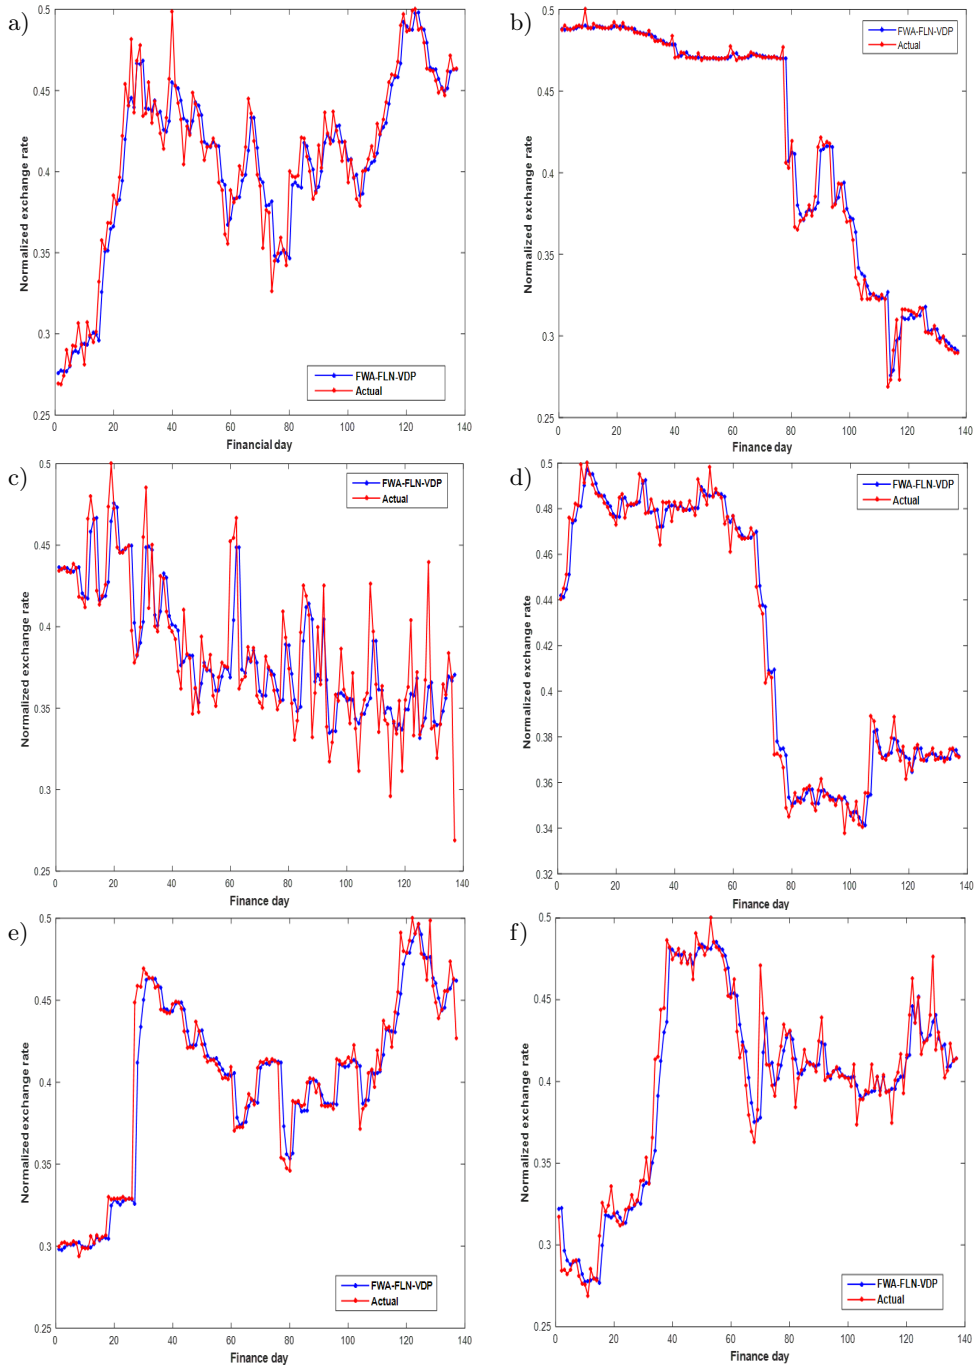 a)
Normalized exchange rate
0.5
0.45
0.4
0.35
0.3
0.25
0 20 40 60 80 100 120 140
Financial day
FWA-FLN-VDP
Actual
b)
Normalized exchange rate
0.5
0.45
0.4
0.35
0.3
0.25
0 20 40 60 80 100 120 140
Finance day
FWA-FLN-VDP
Actual
c)
Normalized exchange rate
0.5
0.45
0.4
0.35
0.3
0.25
0 20 40 60 80 100 120 140
Finance day
FWA-FLN-VDP
Actual
d)
Normalized exchange rate
0.5
0.48
0.46
0.44
0.42
0.4
0.38
0.36
0.34
0.32
0 20 40 60 80 100 120 140
Finance day
FWA-FLN-VDP
Actual
e)
Normalized exchange rate
0.5
0.45
0.4
0.35
0.3
0.25
0 20 40 60 80 100 120 140
Finance day
FWA-FLN-VDP
Actual
f)
Normalized exchange rate
0.5
0.45
0.4
0.35
0.3
0.25
0 20 40 60 80 100 120 140
Finance day
FWA-FLN-VDP
Actual